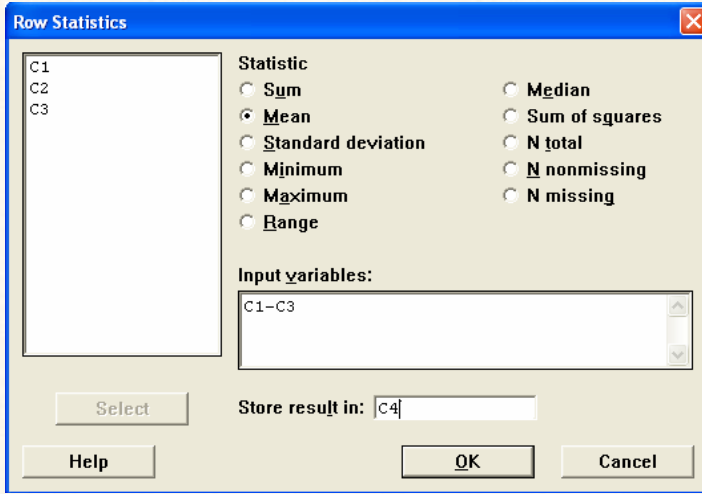 Row Statistics
C1
C2
C3
Statistic
Sum
Mean
Standard deviation
Minimum
Maximum
Range
Median
Sum of squares
N total
N nonmissing
N missing
Input variables:
C1-C3
Select
Store result in: C4
Help
OK
Cancel